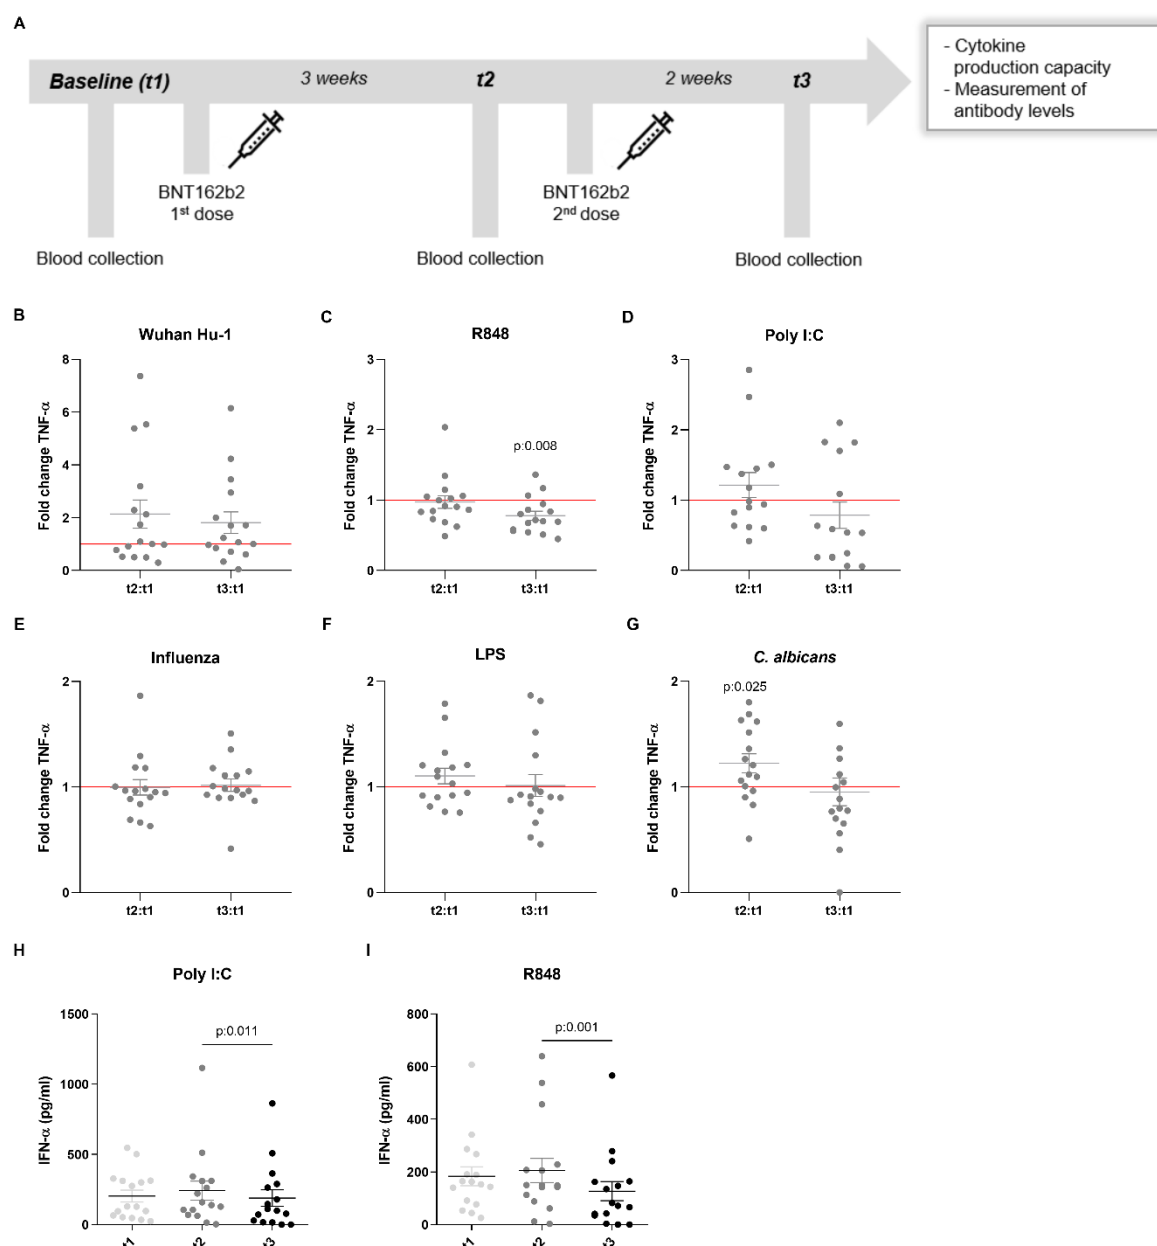 A
Baseline (t1)
3 weeks
t2
2 weeks
t3
- Cytokine
production capacity
- Measurement of
antibody levels
BNT162b2
1st dose
BNT162b2
2nd dose
Blood collection
Blood collection
Blood collection
B
Wuhan Hu-1
Fold change TNF-α
8
6
4
2
0
t2:t1
t3:t1
C
R848
Fold change TNF-α
3
2
1
0
p:0.008
t2:t1
t3:t1
D
Poly I:C
Fold change TNF-α
3
2
1
0
t2:t1
t3:t1
E
Influenza
Fold change TNF-α
2
1
0
t2:t1
t3:t1
F
LPS
Fold change TNF-α
2
1
0
t2:t1
t3:t1
G
C. albicans
Fold change TNF-α
2
1
0
p:0.025
t2:t1
t3:t1
H
Poly I:C
IFN-α (pg/ml)
1500
1000
500
0
p:0.011
t1
t2
t3
I
R848
IFN-α (pg/ml)
800
600
400
200
0
p:0.001
t1
t2
t3